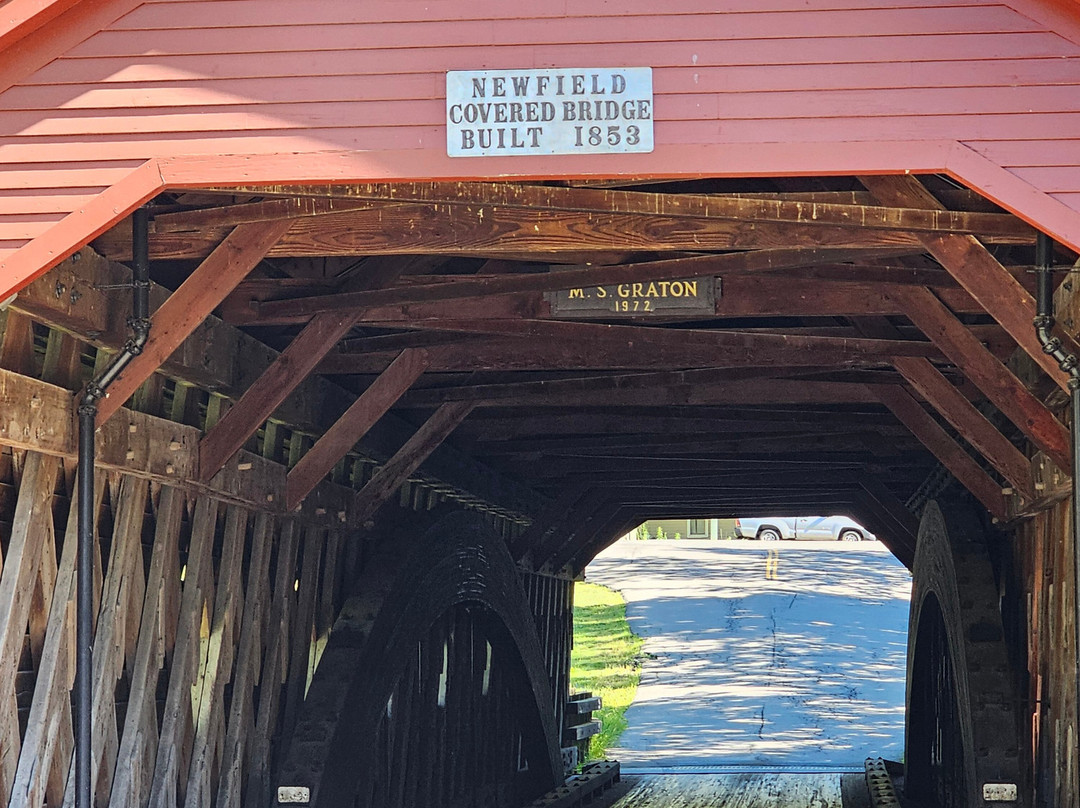 NEWFIELD
COVERED BRIDGE
BUILT 1853
M. S. GRATON
1972